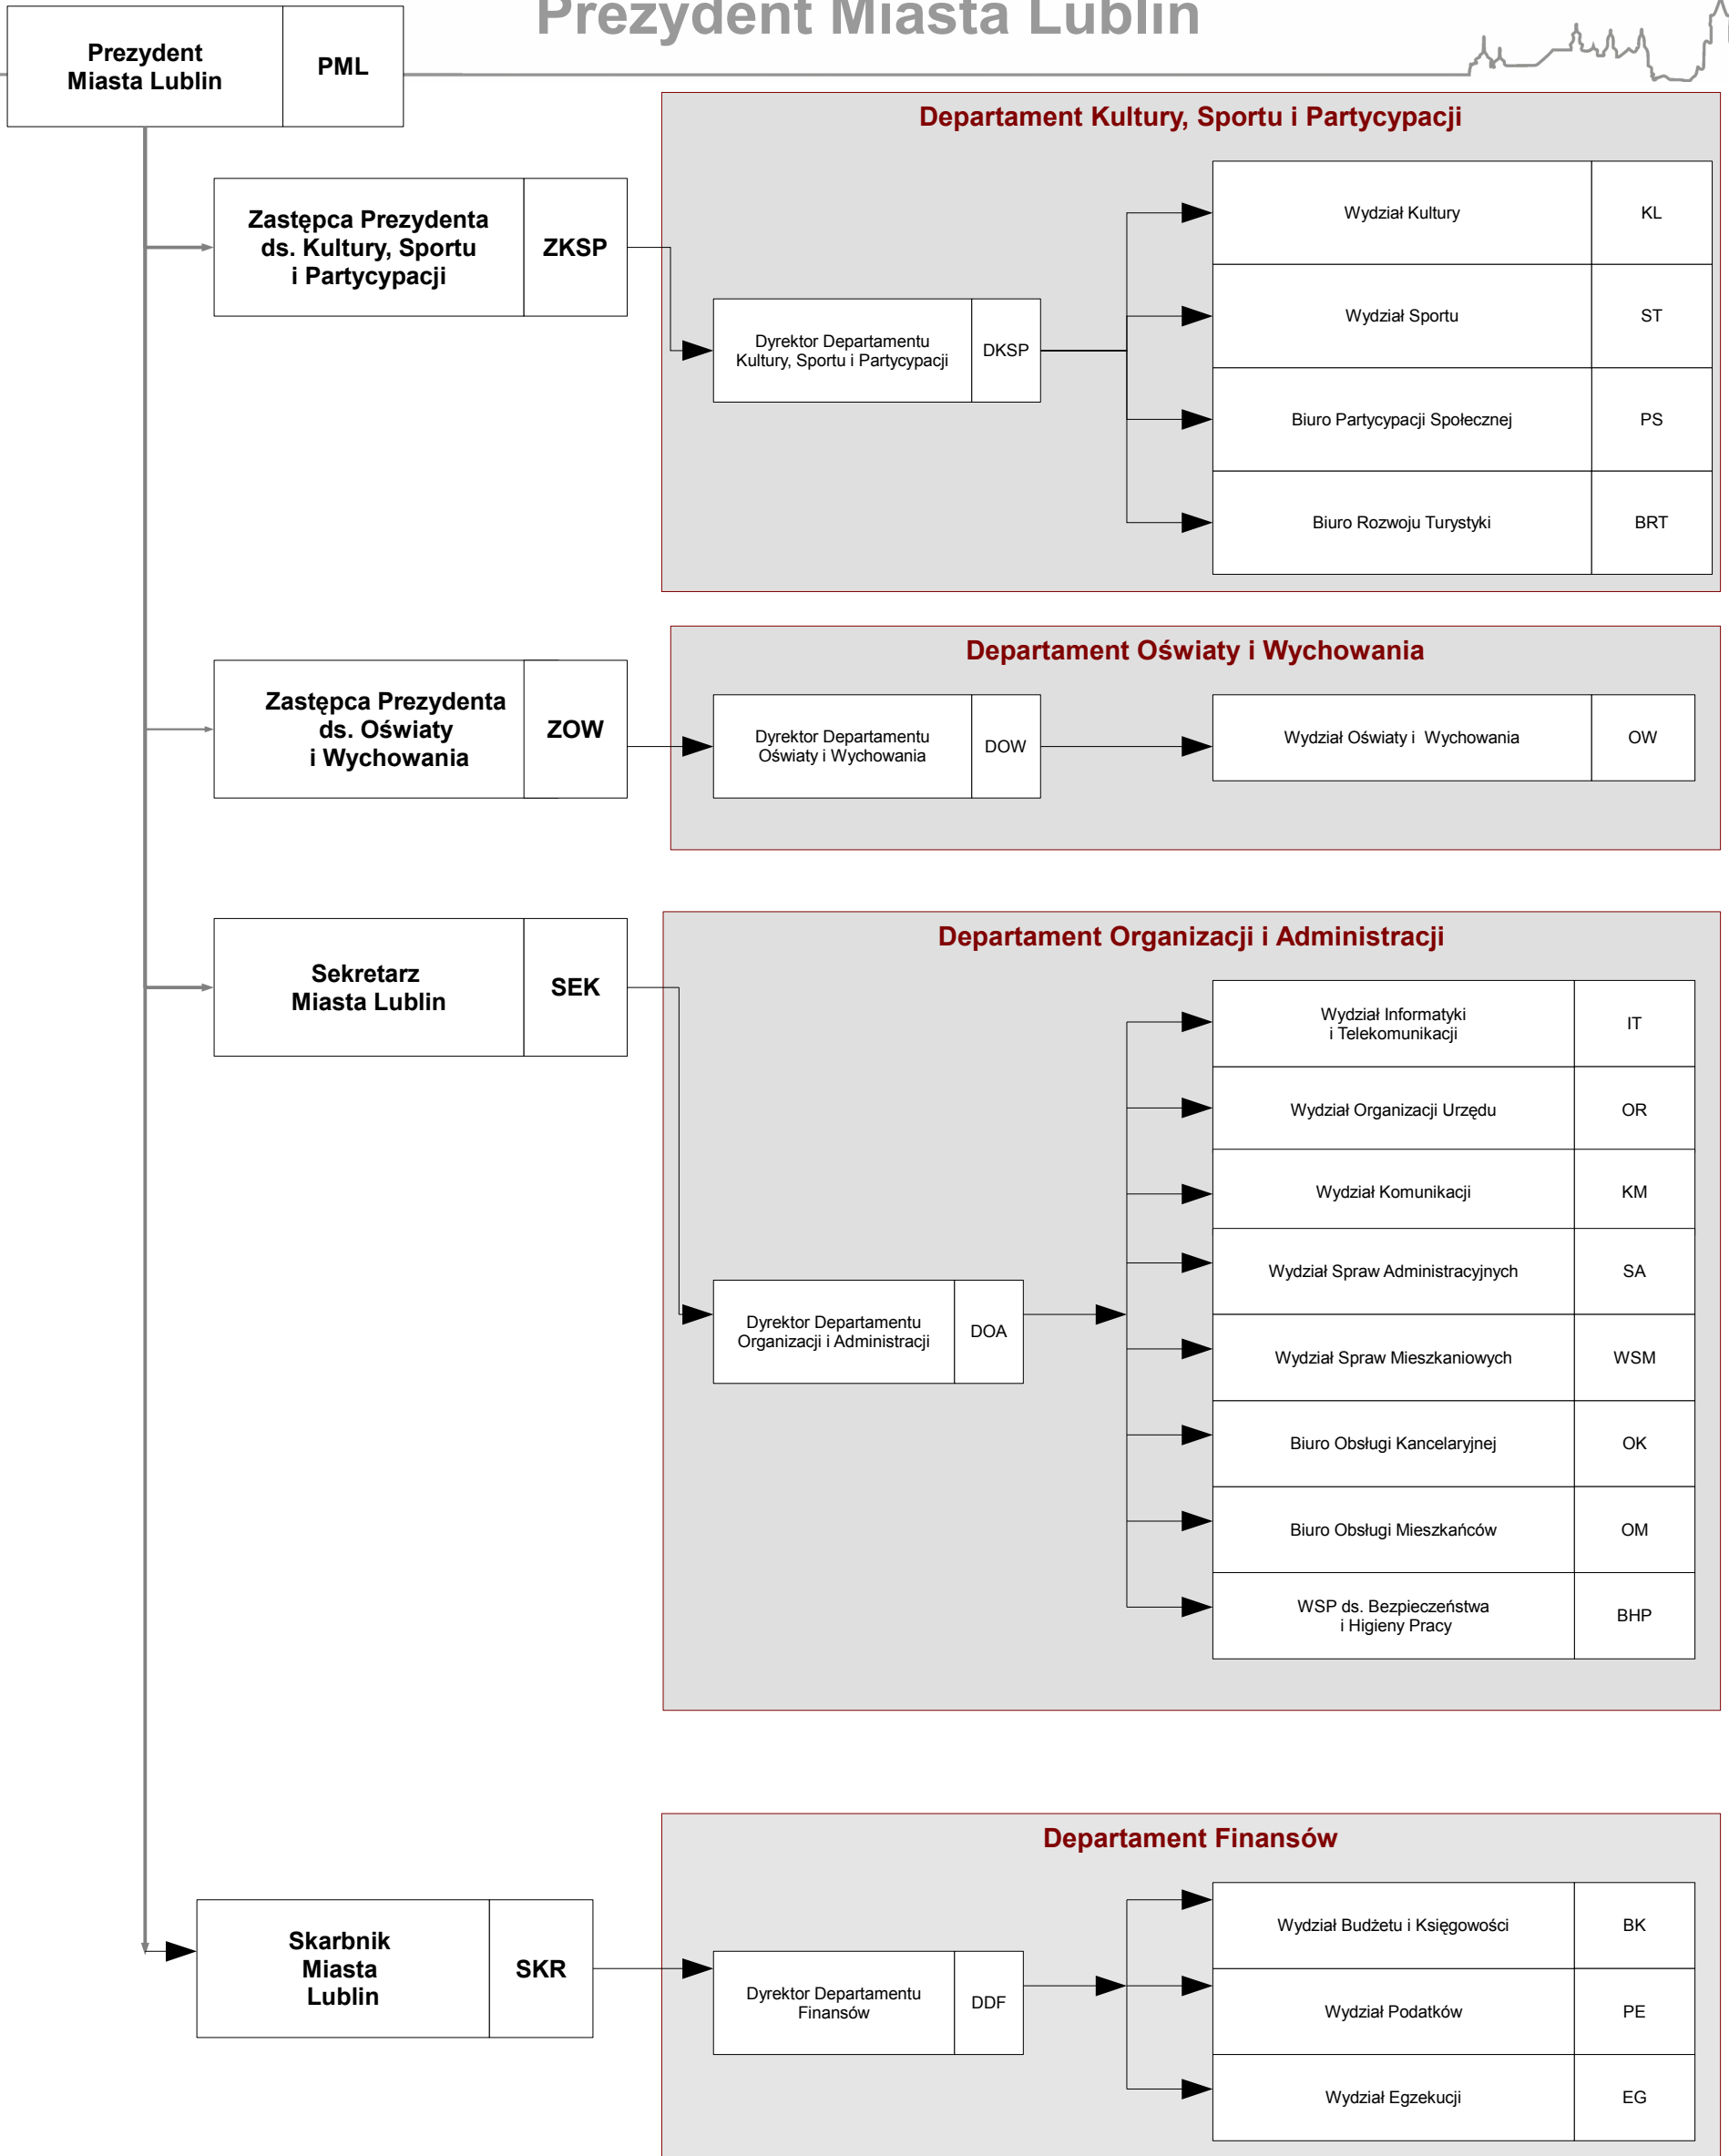 Prezydent Miasta Lublin
Prezydent
Miasta Lublin
PML
Departament Kultury, Sportu i Partycypacji
Zastępca Prezydenta
ds. Kultury, Sportu
i Partycypacji
ZKSP
Dyrektor Departamentu
Kultury, Sportu i Partycypacji
DKSP
Wydział Kultury
KL
Wydział Sportu
ST
Biuro Partycypacji Społecznej
PS
Biuro Rozwoju Turystyki
BRT
Departament Oświaty i Wychowania
Zastępca Prezydenta
ds. Oświaty
i Wychowania
ZOW
Dyrektor Departamentu
Oświaty i Wychowania
DOW
Wydział Oświaty i Wychowania
OW
Departament Organizacji i Administracji
Sekretarz
Miasta Lublin
SEK
Dyrektor Departamentu
Organizacji i Administracji
DOA
Wydział Informatyki
i Telekomunikacji
IT
Wydział Organizacji Urzędu
OR
Wydział Komunikacji
KM
Wydział Spraw Administracyjnych
SA
Wydział Spraw Mieszkaniowych
WSM
Biuro Obsługi Kancelaryjnej
OK
Biuro Obsługi Mieszkańców
OM
WSP ds. Bezpieczeństwa
i Higieny Pracy
BHP
Departament Finansów
Skarbnik
Miasta
Lublin
SKR
Dyrektor Departamentu
Finansów
DDF
Wydział Budżetu i Księgowości
BK
Wydział Podatków
PE
Wydział Egzekucji
EG